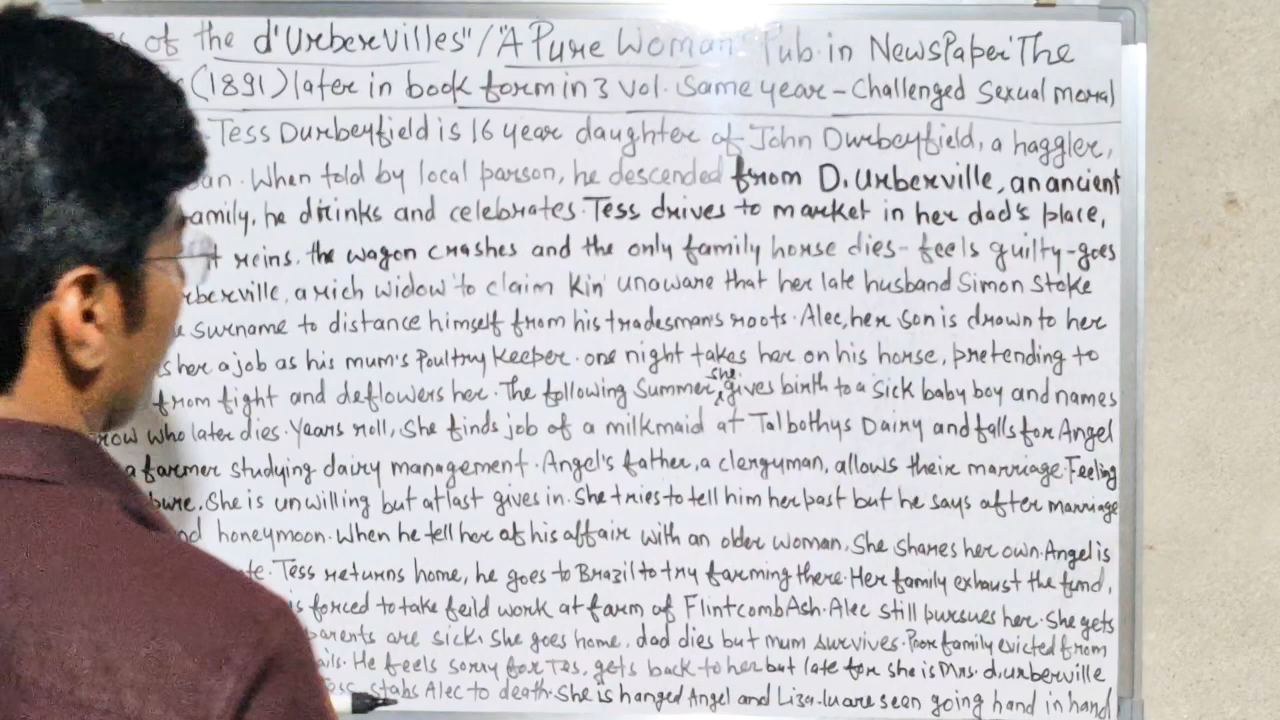 of the d'Urbervilles"/"A Pure Woman" Pub. in NewsPaper 'The
(1891) later in book form in 3 vol. Same year - Challenged Sexual moral
Tess Durbeyfield is 16 year daughter of John Durbeyfield, a haggler,
When told by local parson, he descended from D. Urberville, an ancient
family, he drinks and celebrates. Tess drives to market in her dad's place,
reins, the wagon crashes and the only family horse dies - feels guilty - goes
a rich widow to claim 'Kin' unaware that her late husband Simon Stoke
surname to distance himself from his tradesman's roots. Alec, her son is drawn to her
her a job as his mum's Poultry Keeper. one night takes her on his horse, pretending to
from fight and deflowers her. The following Summer, she gives birth to a sick baby boy and names
who later dies. Years roll, She finds job of a milkmaid at Talbothys Dairy and falls for Angel
a farmer studying dairy management. Angel's father, a clergyman, allows their marriage. Feeling
She is unwilling but at last gives in. She tries to tell him her past but he says after marriage
honeymoon. When he tell her of his affair with an older woman, She shares her own. Angel is
Tess returns home, he goes to Brazil to try farming there. Her family exhaust the fund,
is forced to take feild work at farm of Flintcomb Ash. Alec still pursues her. She gets
parents are sick. She goes home, dad dies but mum survives. Poor family evicted from
He feels sorry for Tes, gets back to her but late for she is Mrs. d.urberville
stabs Alec to death. She is hanged Angel and Liza-lu are seen going hand in hand